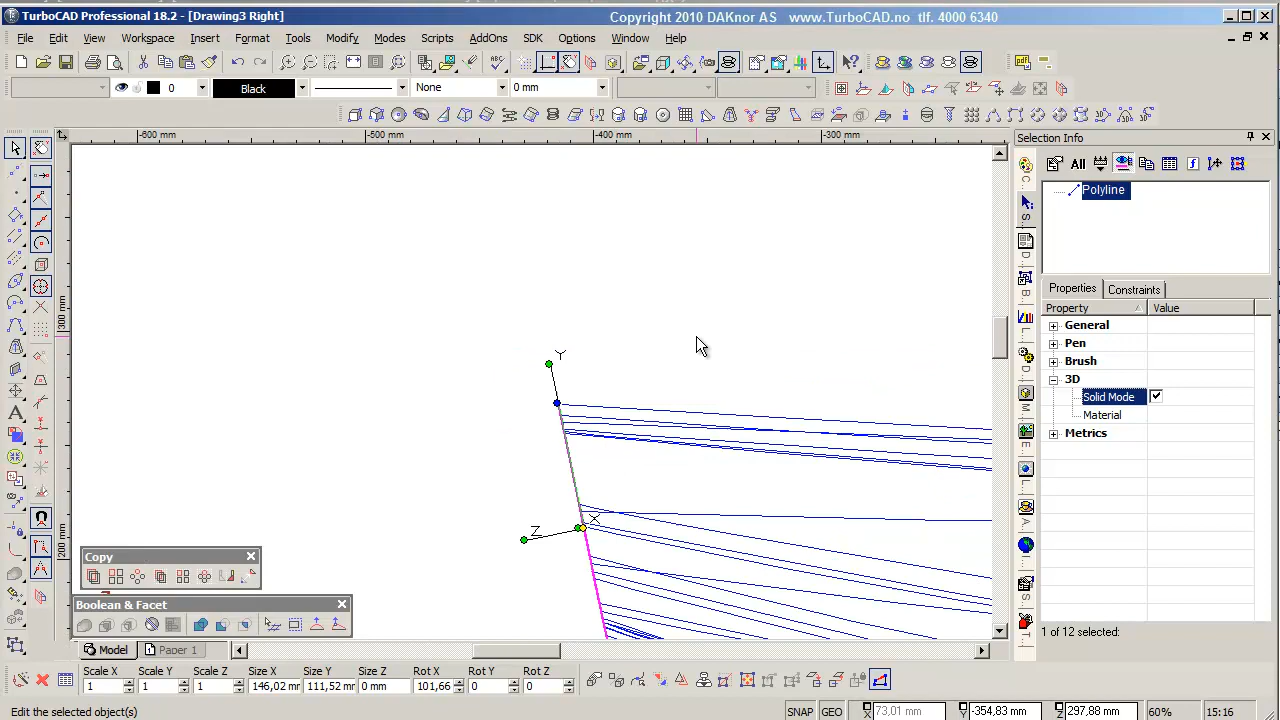 TurboCAD Professional 18.2 - [Drawing3 Right]
Copyright 2010 DAKnor AS www.TurboCAD.no tlf. 4000 6340
File Edit View Workspace Insert Format Tools Modify Modes Scripts AddOns SDK Options Window Help
0 Black None 0 mm
-600 mm -500 mm -400 mm -300 mm
Selection Info
All
Polyline
Properties Constraints
Property Value
General
Pen
Brush
3D
Solid Mode
Material
Metrics
300 mm
200 mm
Y
X
Z
Copy
Boolean & Facet
1 of 12 selected:
Model Paper 1
Scale X Scale Y Scale Z Size X Size Y Size Z Rot X Rot Y Rot Z
1 1 1 146,02 mm 111,52 mm 0 mm 101,66 0 0
Edit the selected object(s)
SNAP GEO X 73,01 mm Y -354,83 mm Z 297,88 mm 60% 15:16